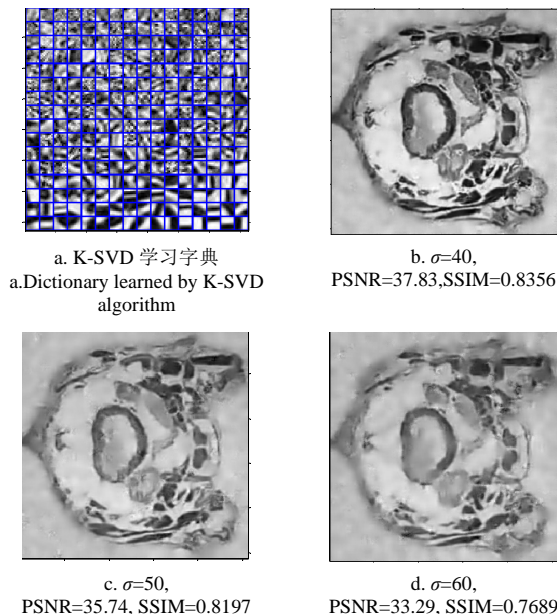 a. K-SVD 学习字典
a.Dictionary learned by K-SVD
algorithm
b. σ=40,
PSNR=37.83,SSIM=0.8356
c. σ=50,
PSNR=35.74, SSIM=0.8197
d. σ=60,
PSNR=33.29, SSIM=0.7689